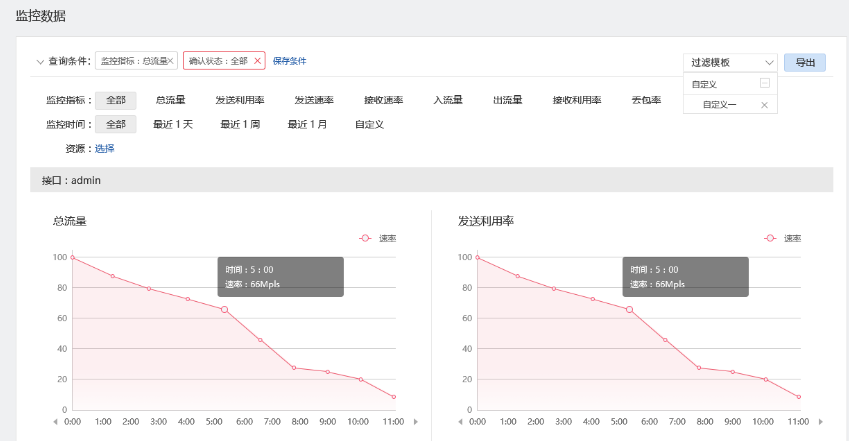 监控数据
查询条件： 监控指标：总流量× 确认状态：全部 × 保存条件 过滤模板 导出
自定义
自定义一 ×
监控指标： 全部 总流量 发送利用率 发送速率 接收速率 入流量 出流量 接收利用率 丢包率
监控时间： 全部 最近 1 天 最近 1 周 最近 1 月 自定义
资源：选择
接口：admin
总流量
速率
时间：5：00
速率：66Mpls
100
80
60
40
20
0
0:00 1:00 2:00 3:00 4:00 5:00 6:00 7:00 8:00 9:00 10:00 11:00
发送利用率
速率
时间：5：00
速率：66Mpls
100
80
60
40
20
0
0:00 1:00 2:00 3:00 4:00 5:00 6:00 7:00 8:00 9:00 10:00 11:00